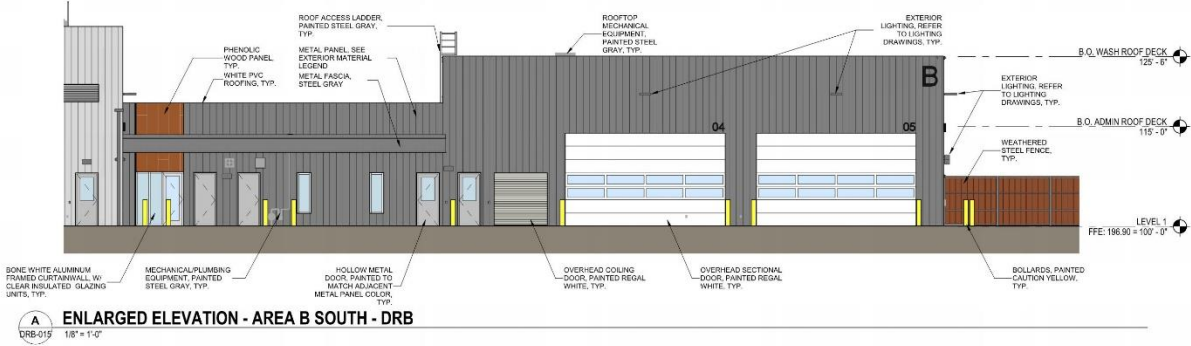 ROOF ACCESS LADDER,
PAINTED STEEL GRAY,
TYP.
ROOFTOP
MECHANICAL
EQUIPMENT,
PAINTED STEEL
GRAY, TYP.
EXTERIOR
LIGHTING, REFER
TO LIGHTING
DRAWINGS, TYP.
PHENOLIC
WOOD PANEL,
TYP.
WHITE PVC
ROOFING, TYP.
METAL PANEL, SEE
EXTERIOR MATERIAL
LEGEND
METAL FASCIA,
STEEL GRAY
B.O. WASH ROOF DECK
125' - 6"
B
EXTERIOR
LIGHTING, REFER
TO LIGHTING
DRAWINGS, TYP.
04
05
B.O. ADMIN ROOF DECK
115' - 0"
WEATHERED
STEEL FENCE,
TYP.
LEVEL 1
FFE: 196.90 = 100' - 0"
BONE WHITE ALUMINUM
FRAMED CURTAINWALL, W/
CLEAR INSULATED GLAZING
UNITS, TYP.
MECHANICAL/PLUMBING
EQUIPMENT, PAINTED
STEEL GRAY, TYP.
HOLLOW METAL
DOOR, PAINTED TO
MATCH ADJACENT
METAL PANEL COLOR,
TYP.
OVERHEAD COILING
DOOR, PAINTED REGAL
WHITE, TYP.
OVERHEAD SECTIONAL
DOOR, PAINTED REGAL
WHITE, TYP.
BOLLARDS, PAINTED
CAUTION YELLOW,
TYP.
A
DRB-015
ENLARGED ELEVATION - AREA B SOUTH - DRB
1/8" = 1'-0"